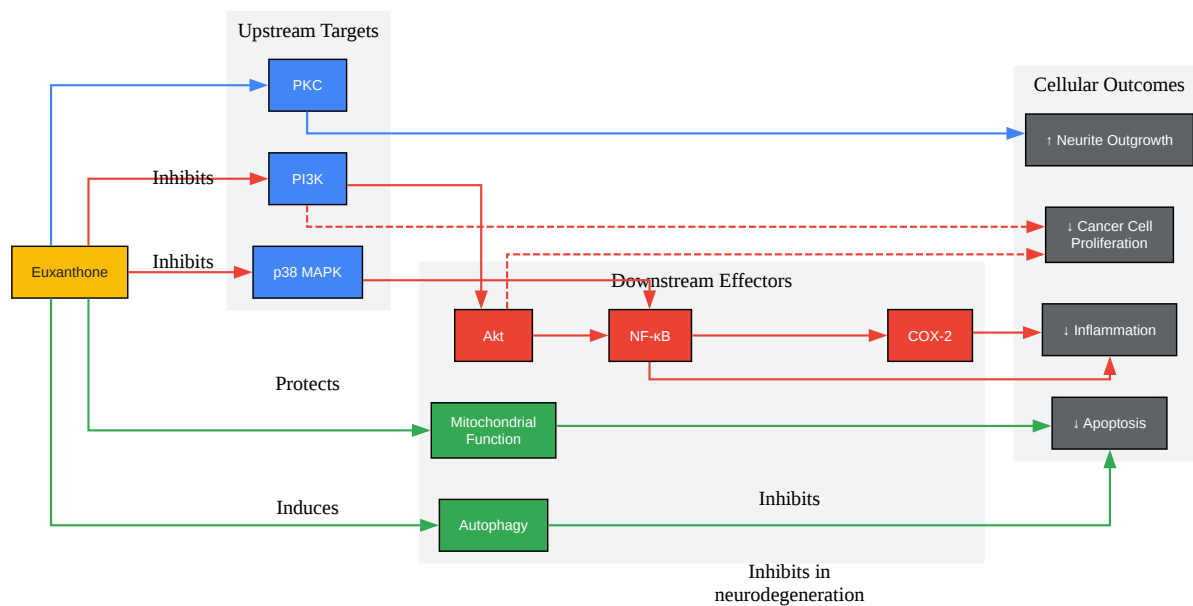 Upstream Targets
PKC
Cellular Outcomes
↑ Neurite Outgrowth
Inhibits
PI3K
↓ Cancer Cell
Proliferation
Euxanthone
Inhibits
p38 MAPK
Downstream Effectors
Akt
NF-κB
COX-2
↓ Inflammation
Protects
Mitochondrial
Function
↓ Apoptosis
Induces
Autophagy
Inhibits
Inhibits in
neurodegeneration